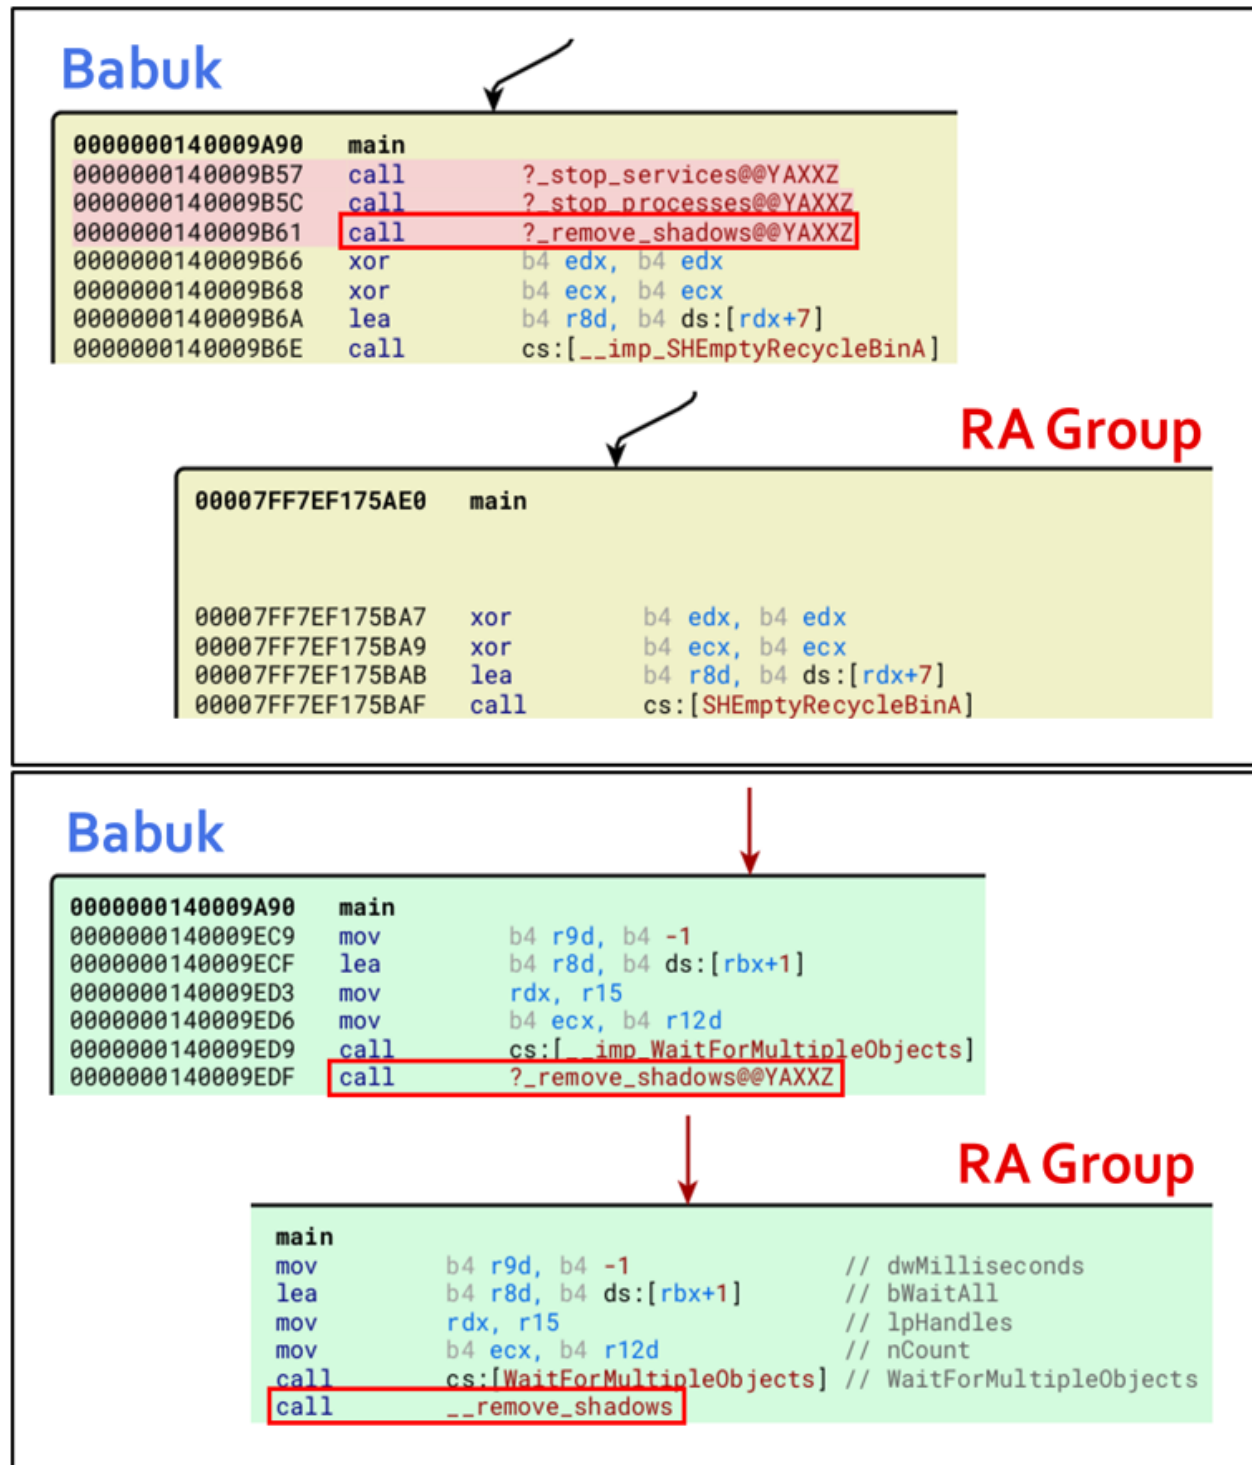 Babuk
0000000140009A90 main
0000000140009B57 call ?_stop_services@@YAXXZ
0000000140009B5C call ?_stop_processes@@YAXXZ
0000000140009B61 call ?_remove_shadows@@YAXXZ
0000000140009B66 xor b4 edx, b4 edx
0000000140009B68 xor b4 ecx, b4 ecx
0000000140009B6A lea b4 r8d, b4 ds:[rdx+7]
0000000140009B6E call cs:[__imp_SHEmptyRecycleBinA]
RA Group
00007FF7EF175AE0 main
00007FF7EF175BA7 xor b4 edx, b4 edx
00007FF7EF175BA9 xor b4 ecx, b4 ecx
00007FF7EF175BAB lea b4 r8d, b4 ds:[rdx+7]
00007FF7EF175BAF call cs:[SHEmptyRecycleBinA]
Babuk
0000000140009A90 main
0000000140009EC9 mov b4 r9d, b4 -1
0000000140009ECF lea b4 r8d, b4 ds:[rbx+1]
0000000140009ED3 mov rdx, r15
0000000140009ED6 mov b4 ecx, b4 r12d
0000000140009ED9 call cs:[__imp_WaitForMultipleObjects]
0000000140009EDF call ?_remove_shadows@@YAXXZ
RA Group
main
mov b4 r9d, b4 -1 // dwMilliseconds
lea b4 r8d, b4 ds:[rbx+1] // bWaitAll
mov rdx, r15 // lpHandles
mov b4 ecx, b4 r12d // nCount
call cs:[WaitForMultipleObjects] // WaitForMultipleObjects
call __remove_shadows